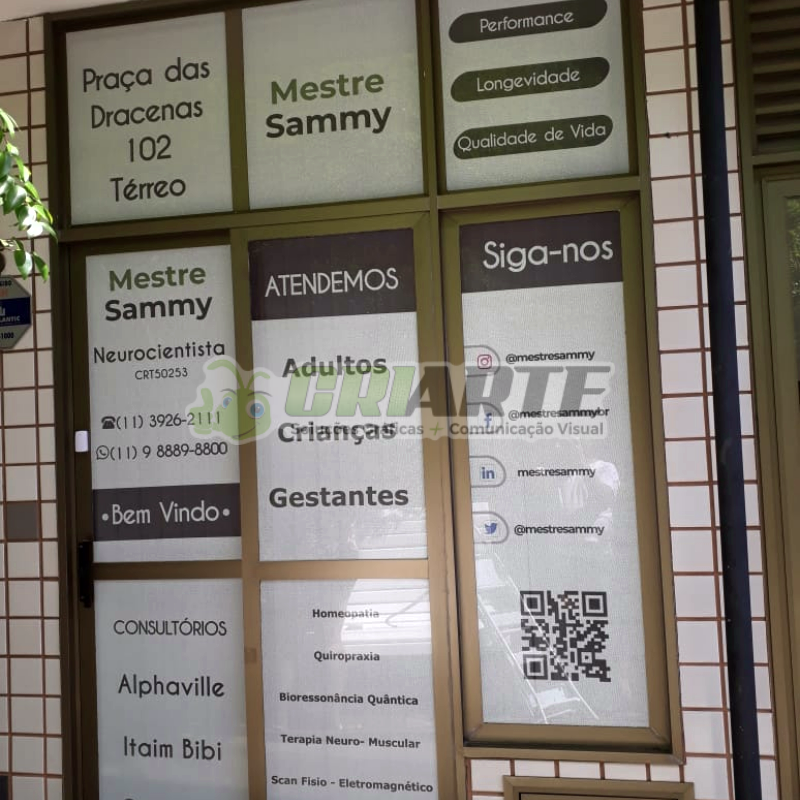 Praça das
Dracenas
102
Térreo
Mestre
Sammy
Performance
Longevidade
Qualidade de Vida
Mestre
Sammy
Neurocientista
CRT50253
(11) 3926-2111
(11) 9 8889-8800
•Bem Vindo•
ATENDEMOS
Adultos
Crianças
Gestantes
Siga-nos
@mestresammy
@mestresammybr
mestresammy
@mestresammy
CRIARTE
Soluções Gráficas + Comunicação Visual
CONSULTÓRIOS
Alphaville
Itaim Bibi
Homeopatia
Quiropraxia
Bioressonância Quântica
Terapia Neuro- Muscular
Scan Fisio - Eletromagnético